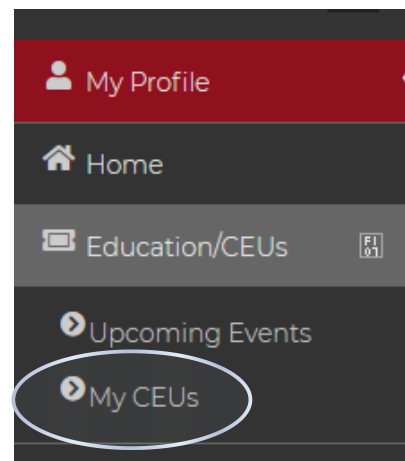 My Profile
Home
Education/CEUs
Upcoming Events
My CEUs